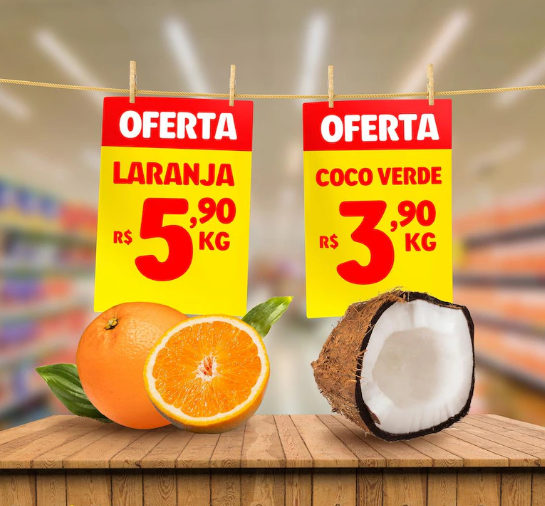 OFERTA
LARANJA
R$ 5,90
KG
OFERTA
COCO VERDE
R$ 3,90
KG